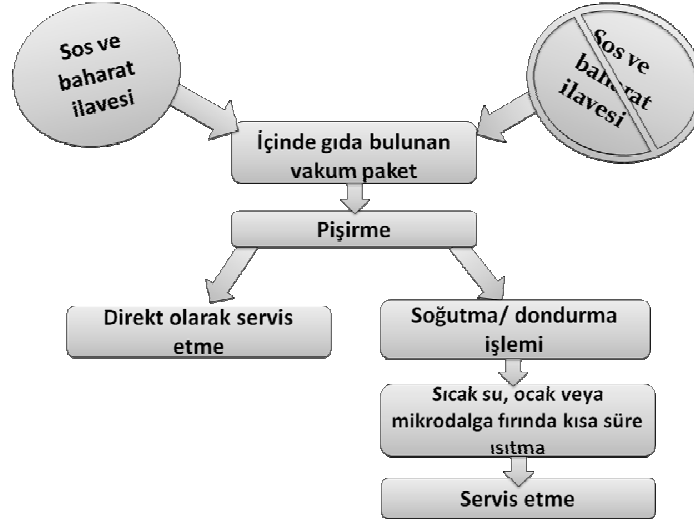 Sos ve
baharat
ilavesi
Sos ve
baharat
ilavesi
İçinde gıda bulunan
vakum paket
Pişirme
Direkt olarak servis
etme
Soğutma/ dondurma
işlemi
Sıcak su, ocak veya
mikrodalga fırında kısa süre
ısıtma
Servis etme